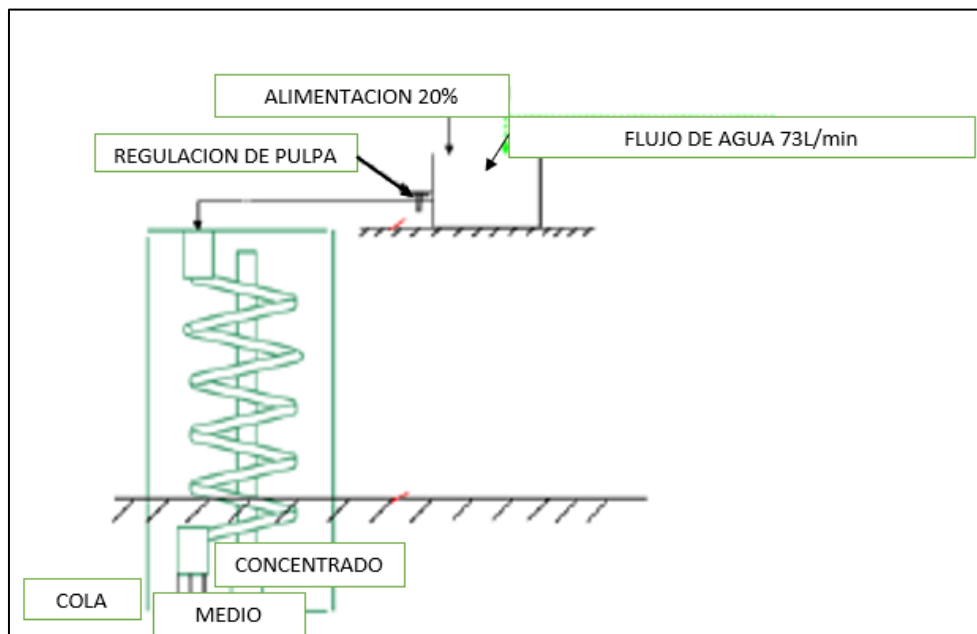 ALIMENTACION 20%
FLUJO DE AGUA 73L/min
REGULACION DE PULPA
CONCENTRADO
COLA
MEDIO